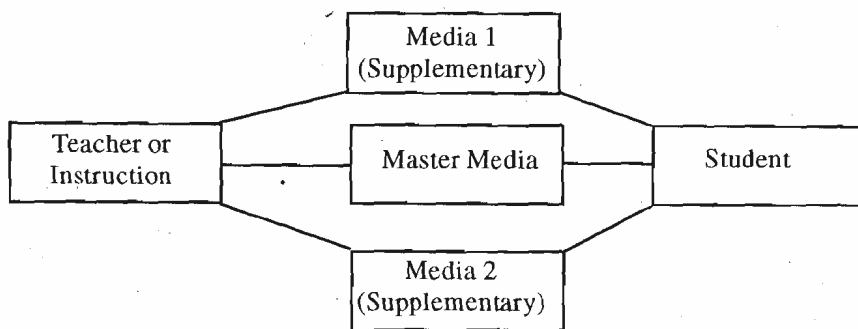 Media 1
(Supplementary)
Teacher or
Instruction
Master Media
Student
Media 2
(Supplementary)